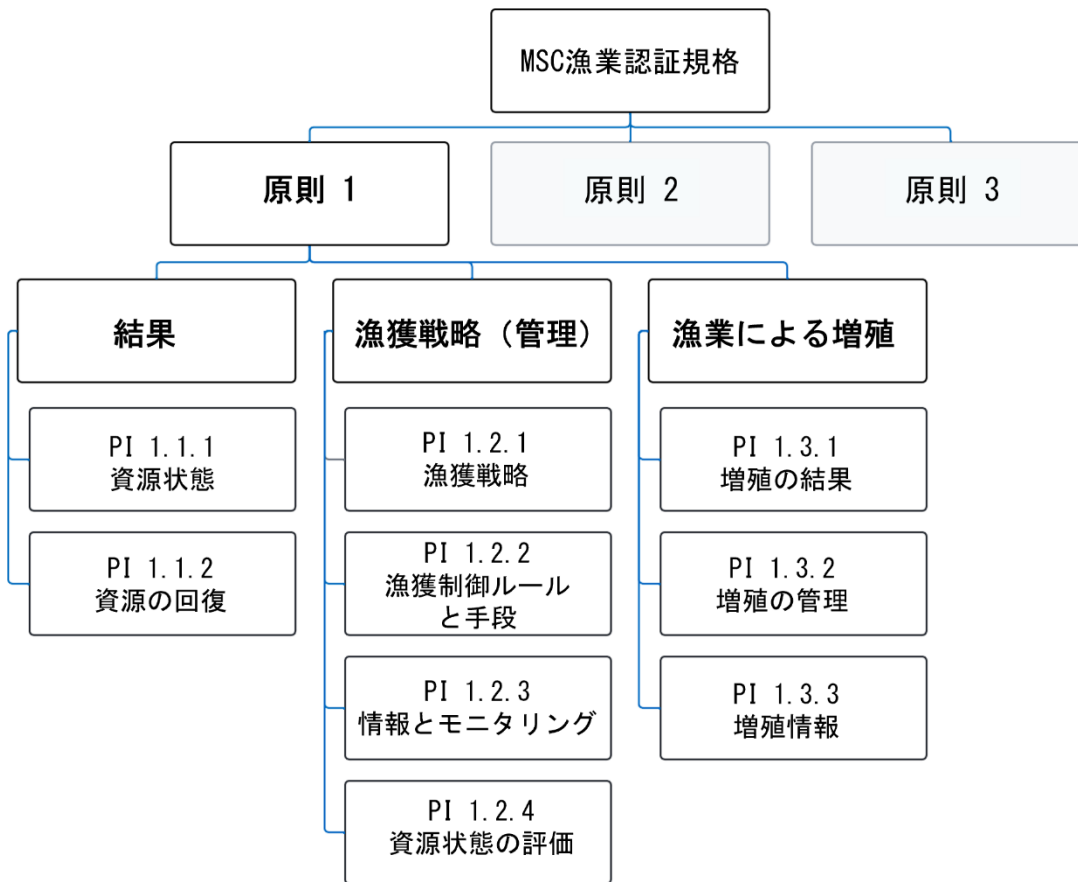 MSC漁業認証規格
原則 1
原則 2
原則 3
結果
漁獲戦略（管理）
漁業による増殖
PI 1.1.1
資源状態
PI 1.1.2
資源の回復
PI 1.2.1
漁獲戦略
PI 1.2.2
漁獲制御ルール
と手段
PI 1.2.3
情報とモニタリング
PI 1.2.4
資源状態の評価
PI 1.3.1
増殖の結果
PI 1.3.2
増殖の管理
PI 1.3.3
増殖情報